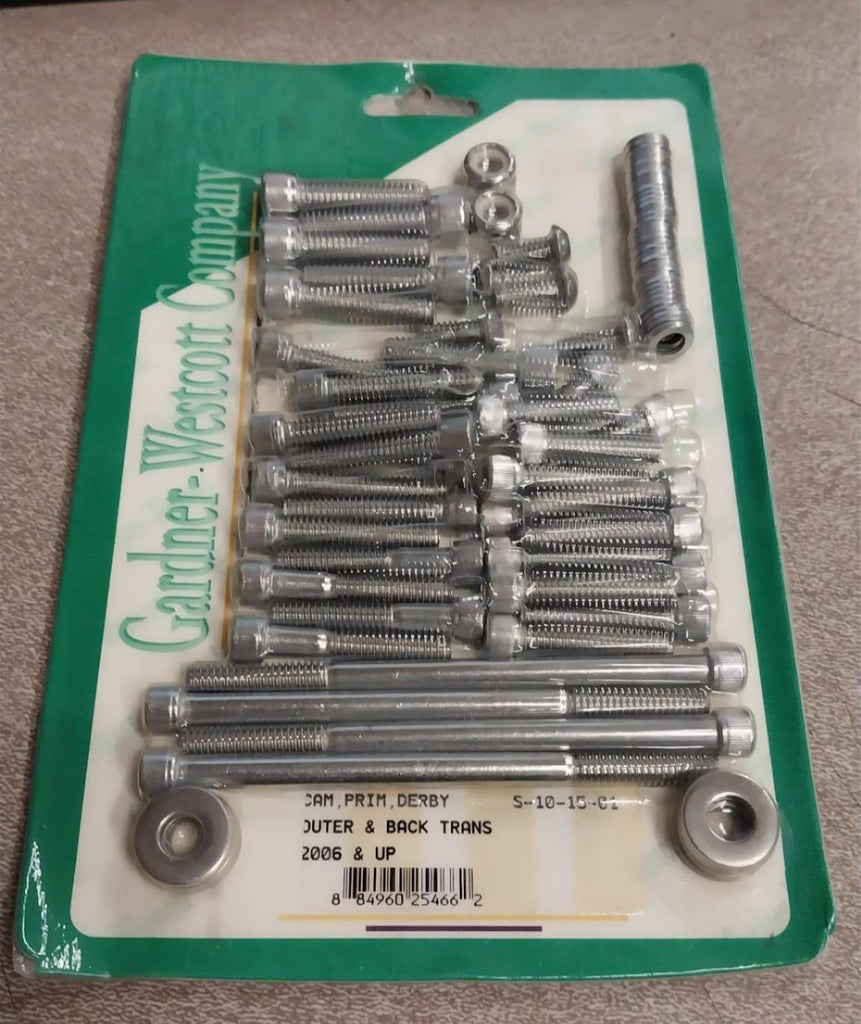 Gardner-Westcott Company
CAM,PRIM,DERBY S-10-15-01
OUTER & BACK TRANS
2006 & UP
8 84960 25466 2